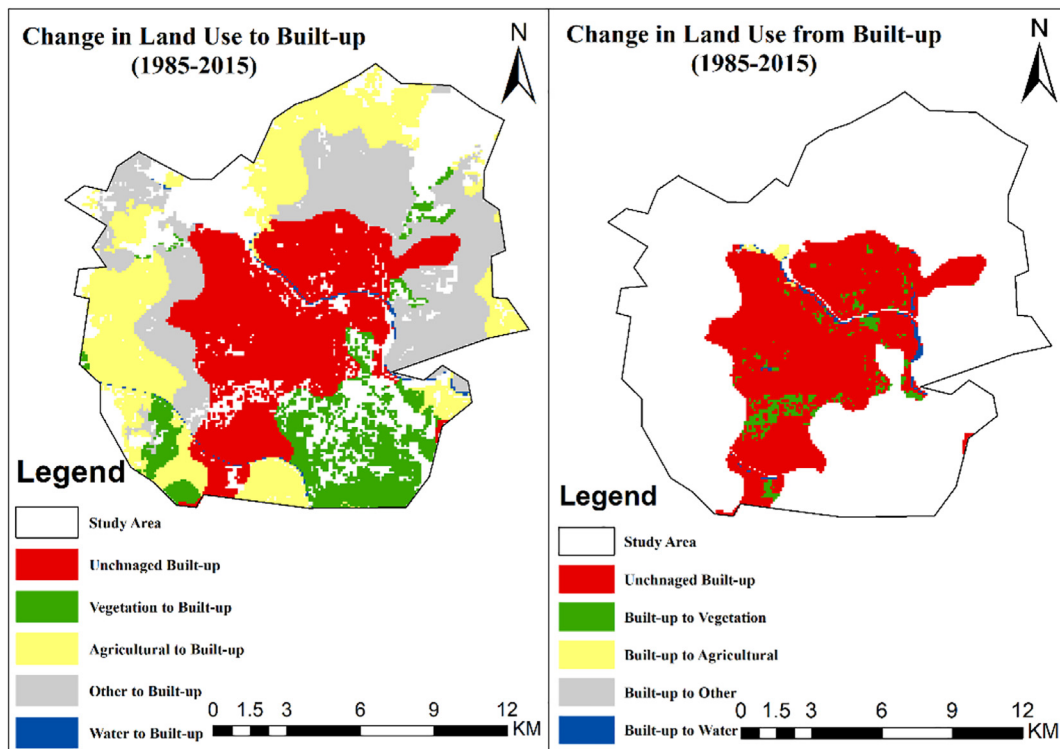 Change in Land Use to Built-up
(1985-2015)
N
Legend
Study Area
Unchnaged Built-up
Vegetation to Built-up
Agricultural to Built-up
Other to Built-up
Water to Built-up
0 1.5 3 6 9 12
KM
Change in Land Use from Built-up
(1985-2015)
N
Legend
Study Area
Unchnaged Built-up
Built-up to Vegetation
Built-up to Agricultural
Built-up to Other
Built-up to Water
0 1.5 3 6 9 12
KM